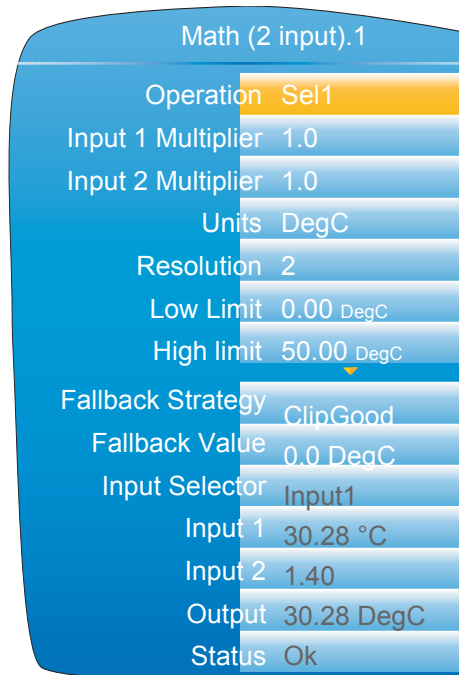 Math (2 input).1
Operation Sel1
Input 1 Multiplier 1.0
Input 2 Multiplier 1.0
Units DegC
Resolution 2
Low Limit 0.00 DegC
High limit 50.00 DegC
Fallback Strategy ClipGood
Fallback Value 0.0 DegC
Input Selector Input1
Input 1 30.28 °C
Input 2 1.40
Output 30.28 DegC
Status Ok